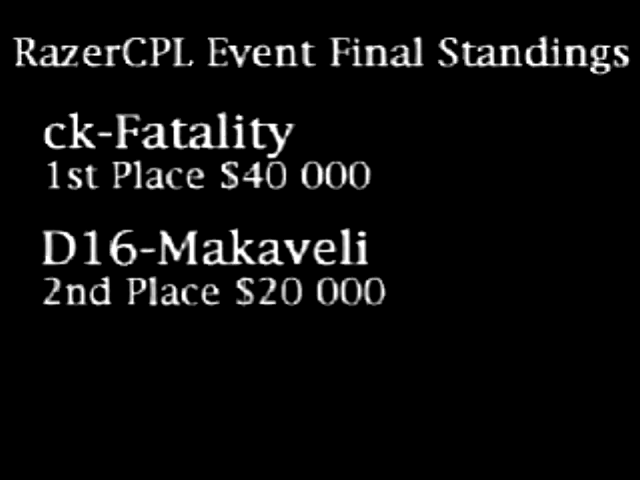 RazerCPL Event Final Standings
ck-Fatality
1st Place $40 000
D16-Makaveli
2nd Place $20 000